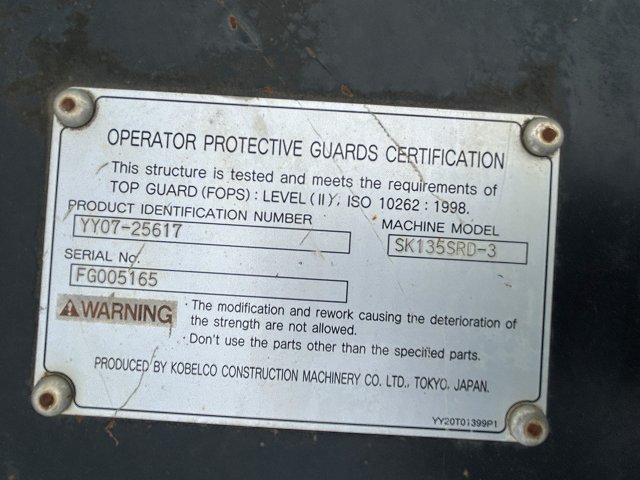 OPERATOR PROTECTIVE GUARDS CERTIFICATION
This structure is tested and meets the requirements of
TOP GUARD (FOPS) : LEVEL (II), ISO 10262 : 1998.
PRODUCT IDENTIFICATION NUMBER
YY07-25617
MACHINE MODEL
SK135SRD-3
SERIAL No.
FG005165
WARNING
· The modification and rework causing the deterioration of
the strength are not allowed.
· Don't use the parts other than the specified parts.
PRODUCED BY KOBELCO CONSTRUCTION MACHINERY CO. LTD., TOKYO, JAPAN.
YY20T01399P1